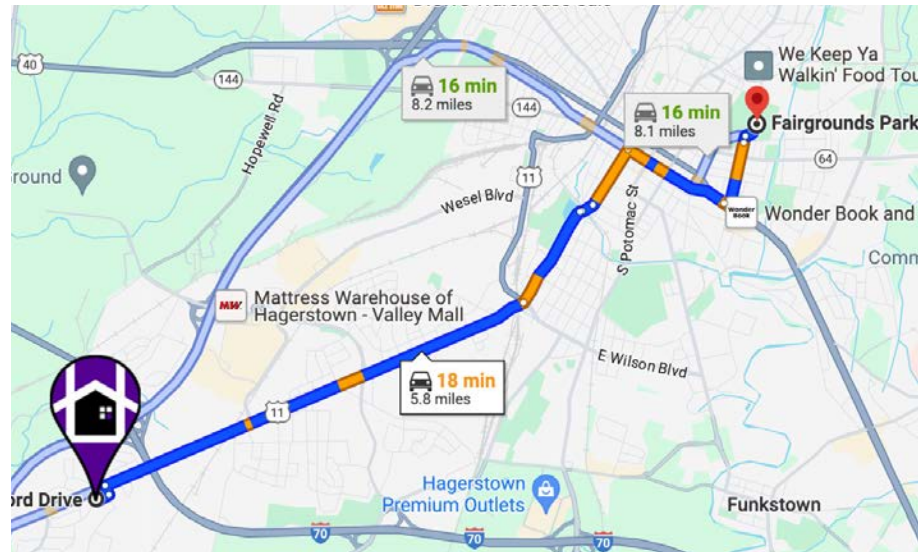 40
144
Hopewell Rd
16 min
8.2 miles
144
16 min
8.1 miles
We Keep Ya
Walkin' Food Tou
Fairgrounds Park
64
round
11
Wesel Blvd
S Potomac St
Wonder
Book
Wonder Book and
Comm
MW
Mattress Warehouse of
Hagerstown - Valley Mall
E Wilson Blvd
18 min
5.8 miles
11
ord Drive
Hagerstown
Premium Outlets
Funkstown
70
70
70